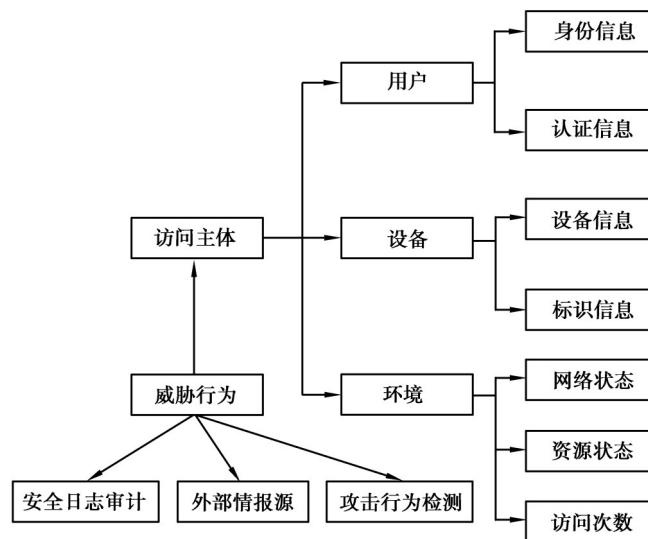 身份信息
用户
认证信息
设备信息
访问主体
设备
标识信息
网络状态
威胁行为
环境
资源状态
安全日志审计
外部情报源
攻击行为检测
访问次数